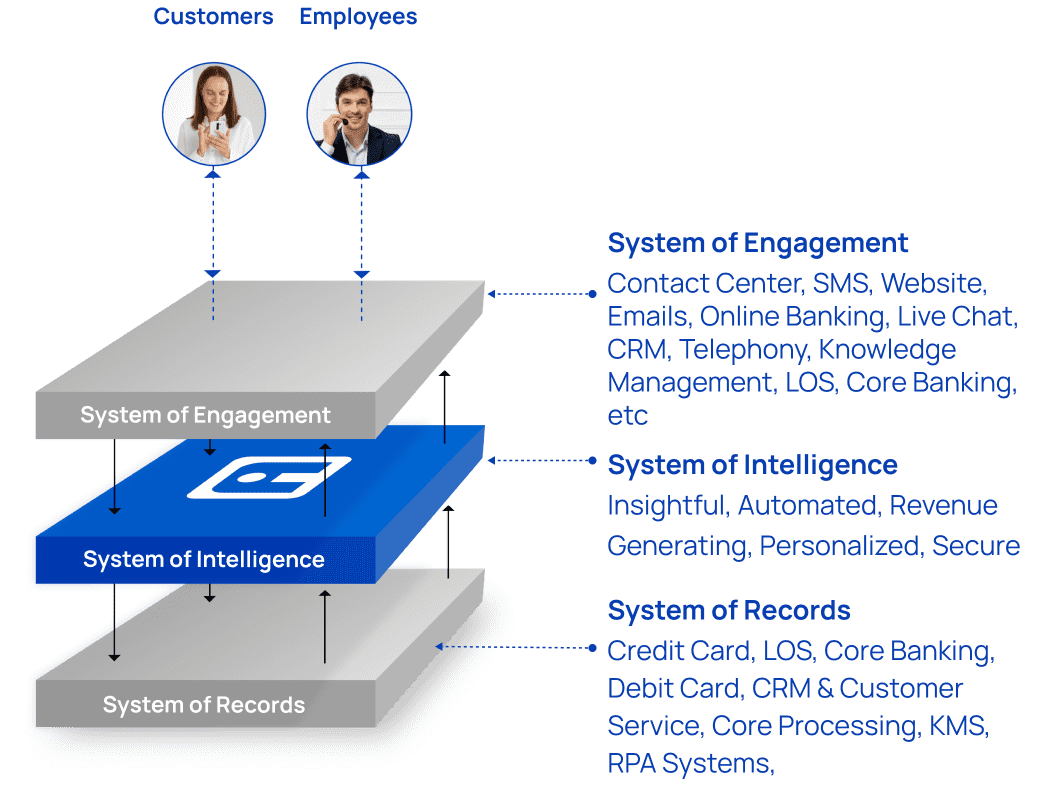 Customers
Employees
System of Engagement
Contact Center, SMS, Website,
Emails, Online Banking, Live Chat,
CRM, Telephony, Knowledge
Management, LOS, Core Banking,
etc
System of Engagement
System of Intelligence
Insightful, Automated, Revenue
Generating, Personalized, Secure
System of Intelligence
System of Records
Credit Card, LOS, Core Banking,
Debit Card, CRM & Customer
Service, Core Processing, KMS,
RPA Systems,
System of Records